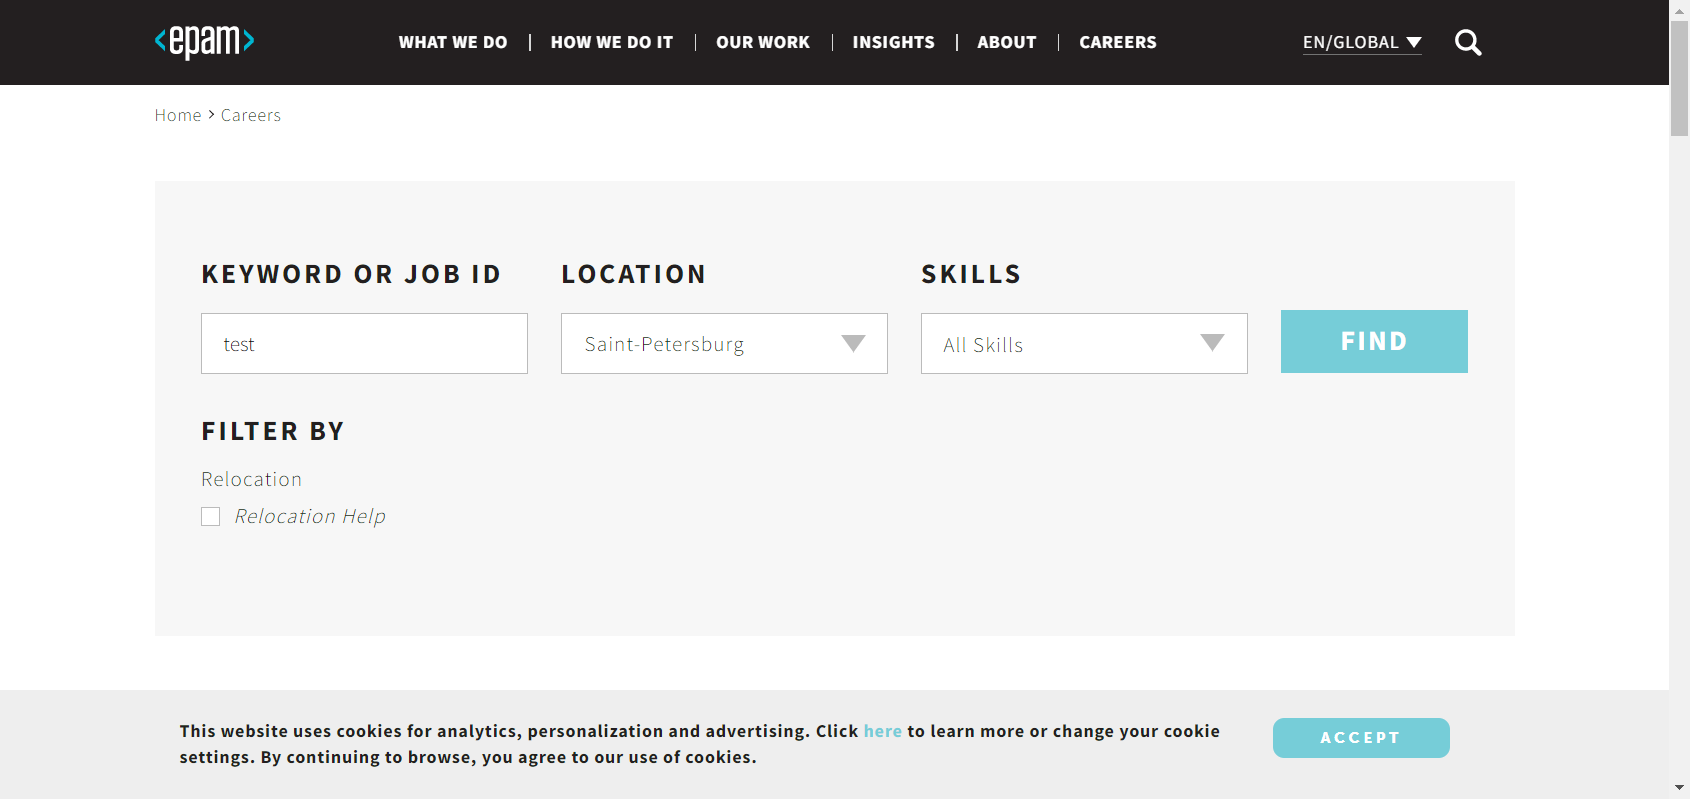 <epam>
WHAT WE DO | HOW WE DO IT | OUR WORK | INSIGHTS | ABOUT | CAREERS
EN/GLOBAL
Home > Careers
KEYWORD OR JOB ID
LOCATION
SKILLS
test
Saint-Petersburg
All Skills
FIND
FILTER BY
Relocation
Relocation Help
This website uses cookies for analytics, personalization and advertising. Click here to learn more or change your cookie
settings. By continuing to browse, you agree to our use of cookies.
ACCEPT